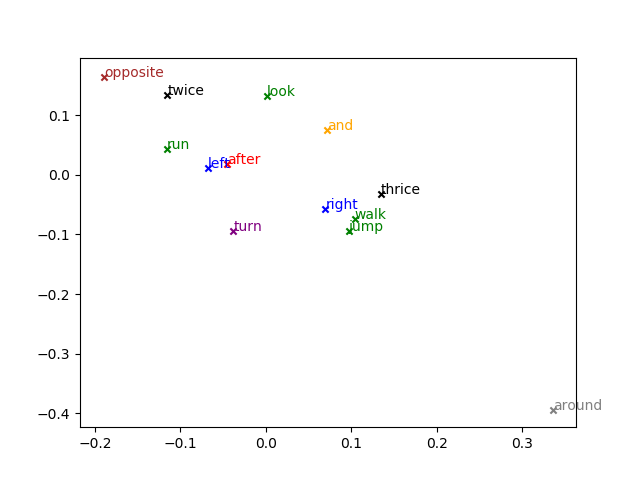 opposite
twice
look
and
run
left
after
thrice
right
walk
jump
turn
around
0.1
0.0
−0.1
−0.2
−0.3
−0.4
−0.2 −0.1 0.0 0.1 0.2 0.3